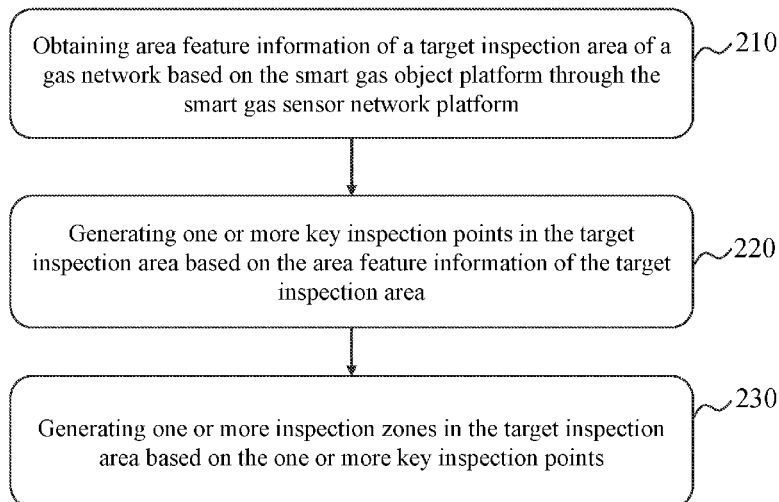 Obtaining area feature information of a target inspection area of a
gas network based on the smart gas object platform through the
smart gas sensor network platform
210
Generating one or more key inspection points in the target
inspection area based on the area feature information of the target
inspection area
220
Generating one or more inspection zones in the target inspection
area based on the one or more key inspection points
230